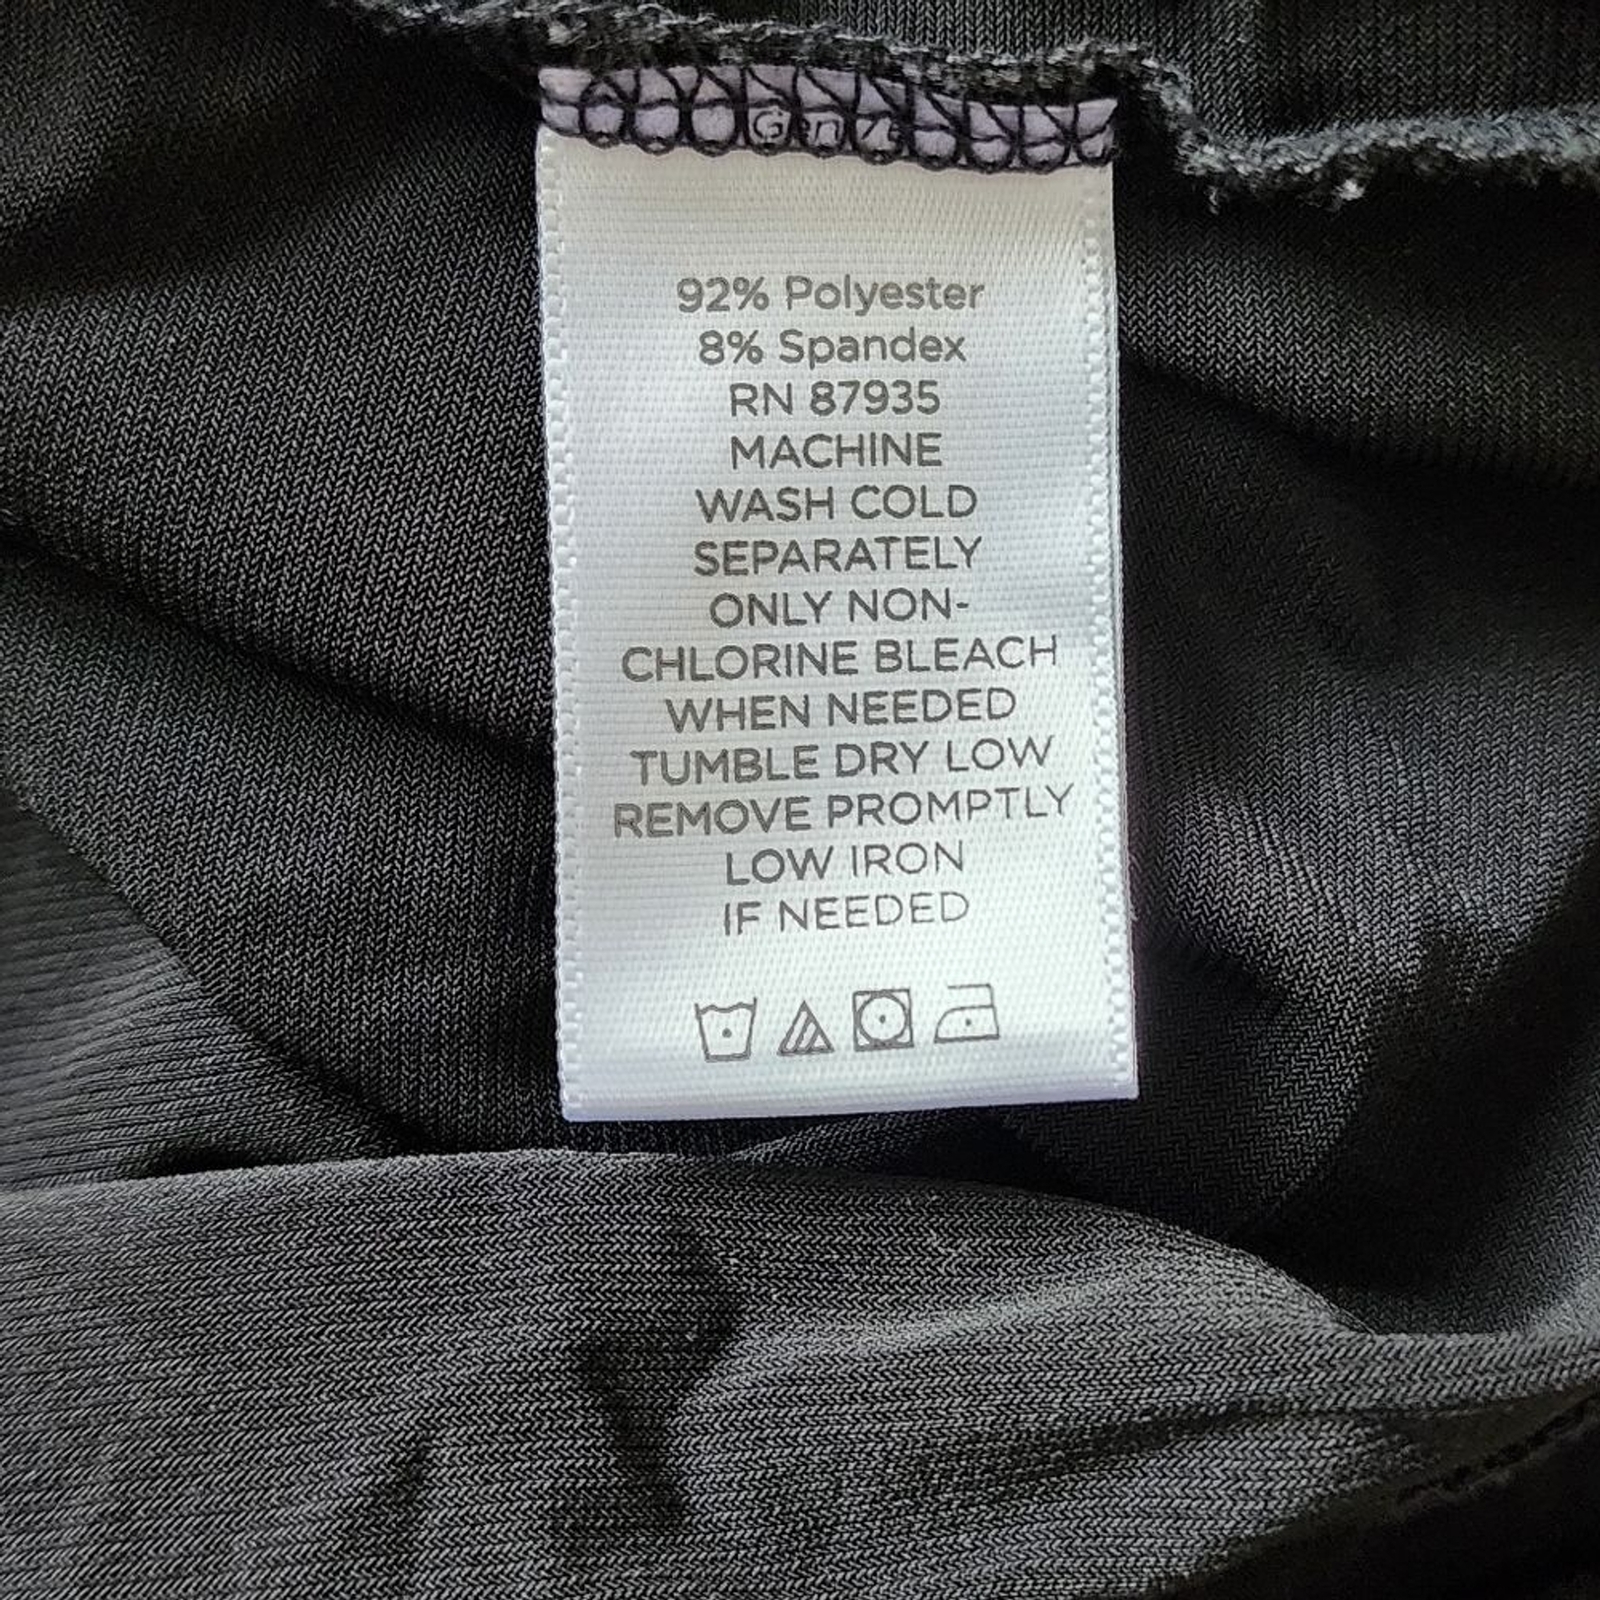 92% Polyester
8% Spandex
RN 87935
MACHINE
WASH COLD
SEPARATELY
ONLY NON-
CHLORINE BLEACH
WHEN NEEDED
TUMBLE DRY LOW
REMOVE PROMPTLY
LOW IRON
IF NEEDED